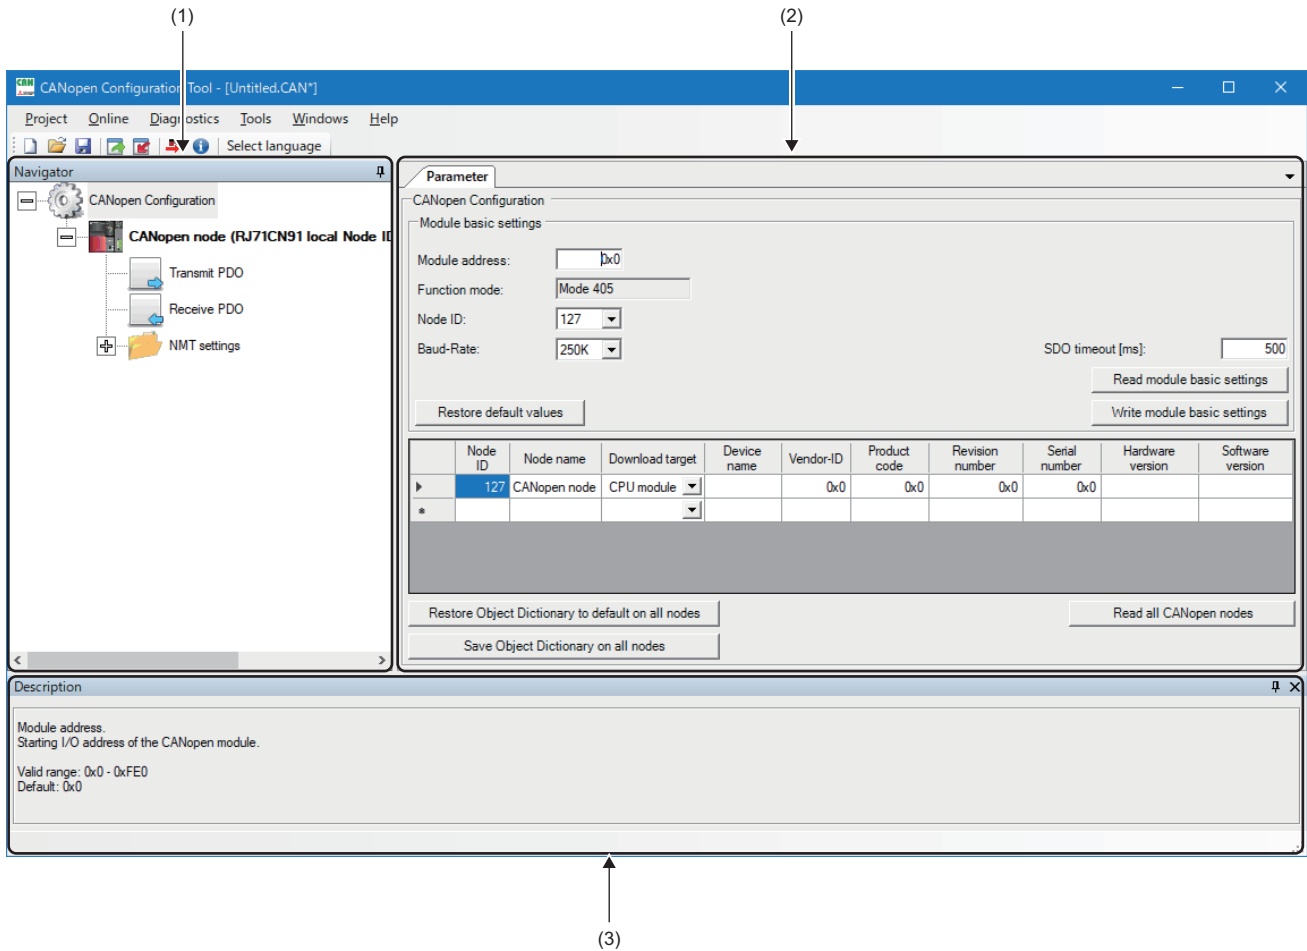 (1)
(2)
CAN
CANopen Configuration Tool - [Untitled.CAN*]
Project Online Diagnostics Tools Windows Help
Select language
Navigator
CANopen Configuration
CANopen node (RJ71CN91 local Node ID
Transmit PDO
Receive PDO
NMT settings
Parameter
CANopen Configuration
Module basic settings
Module address: 0x0
Function mode: Mode 405
Node ID: 127
Baud-Rate: 250K
SDO timeout [ms]: 500
Read module basic settings
Restore default values
Write module basic settings
Node ID Node name Download target Device name Vendor-ID Product code Revision number Serial number Hardware version Software version
127 CANopen node CPU module 0x0 0x0 0x0 0x0
*
Restore Object Dictionary to default on all nodes
Read all CANopen nodes
Save Object Dictionary on all nodes
Description
Module address.
Starting I/O address of the CANopen module.
Valid range: 0x0 - 0xFE0
Default: 0x0
(3)